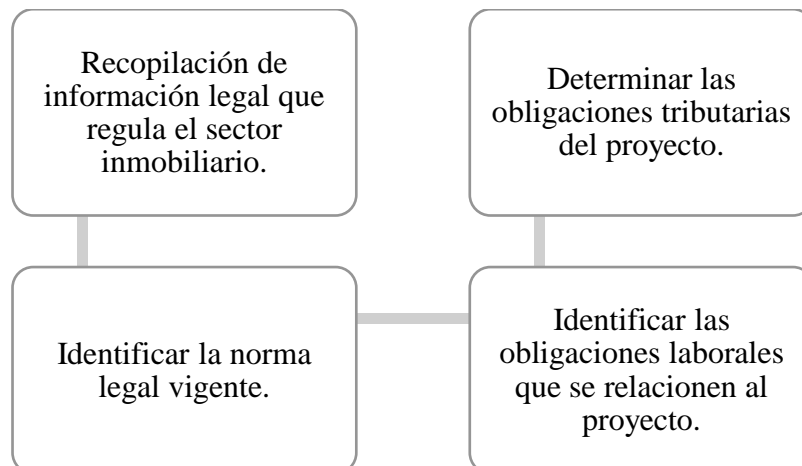 Recopilación de
información legal que
regula el sector
inmobiliario.
Identificar la norma
legal vigente.
Identificar las
obligaciones laborales
que se relacionen al
proyecto.
Determinar las
obligaciones tributarias
del proyecto.